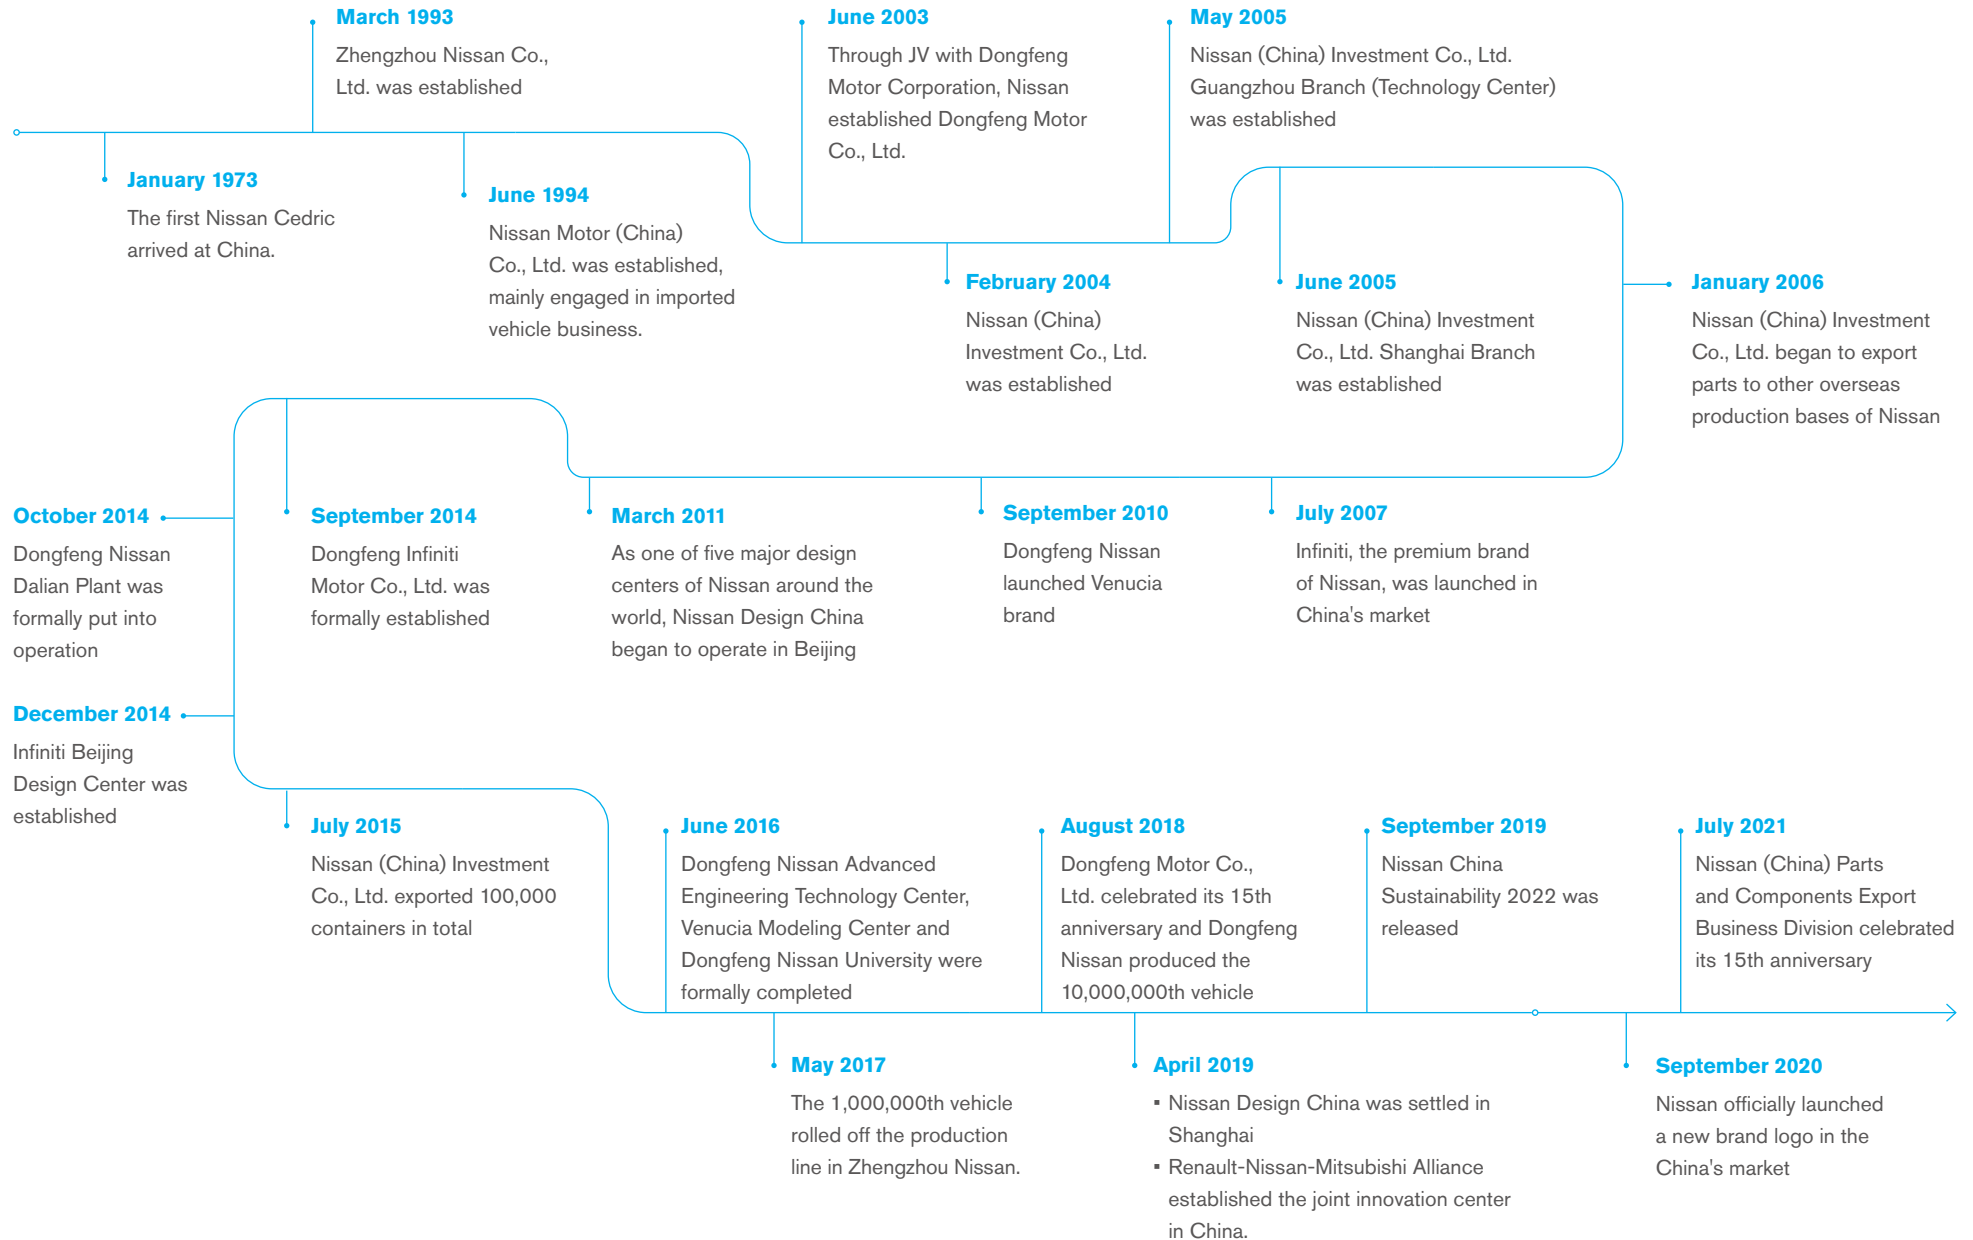 March 1993
Zhengzhou Nissan Co.,
Ltd. was established
June 2003
Through JV with Dongfeng
Motor Corporation, Nissan
established Dongfeng Motor
Co., Ltd.
May 2005
Nissan (China) Investment Co., Ltd.
Guangzhou Branch (Technology Center)
was established
January 1973
The first Nissan Cedric
arrived at China.
June 1994
Nissan Motor (China)
Co., Ltd. was established,
mainly engaged in imported
vehicle business.
February 2004
Nissan (China)
Investment Co., Ltd.
was established
June 2005
Nissan (China) Investment
Co., Ltd. Shanghai Branch
was established
January 2006
Nissan (China) Investment
Co., Ltd. began to export
parts to other overseas
production bases of Nissan
October 2014
Dongfeng Nissan
Dalian Plant was
formally put into
operation
September 2014
Dongfeng Infiniti
Motor Co., Ltd. was
formally established
March 2011
As one of five major design
centers of Nissan around the
world, Nissan Design China
began to operate in Beijing
September 2010
Dongfeng Nissan
launched Venucia
brand
July 2007
Infiniti, the premium brand
of Nissan, was launched in
China's market
December 2014
Infiniti Beijing
Design Center was
established
July 2015
Nissan (China) Investment
Co., Ltd. exported 100,000
containers in total
June 2016
Dongfeng Nissan Advanced
Engineering Technology Center,
Venucia Modeling Center and
Dongfeng Nissan University were
formally completed
August 2018
Dongfeng Motor Co.,
Ltd. celebrated its 15th
anniversary and Dongfeng
Nissan produced the
10,000,000th vehicle
September 2019
Nissan China
Sustainability 2022 was
released
July 2021
Nissan (China) Parts
and Components Export
Business Division celebrated
its 15th anniversary
May 2017
The 1,000,000th vehicle
rolled off the production
line in Zhengzhou Nissan.
April 2019
▪ Nissan Design China was settled in
Shanghai
▪ Renault-Nissan-Mitsubishi Alliance
established the joint innovation center
in China.
September 2020
Nissan officially launched
a new brand logo in the
China's market